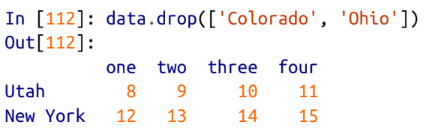 In [112]: data.drop(['Colorado', 'Ohio'])
Out[112]:
one two three four
Utah 8 9 10 11
New York 12 13 14 15